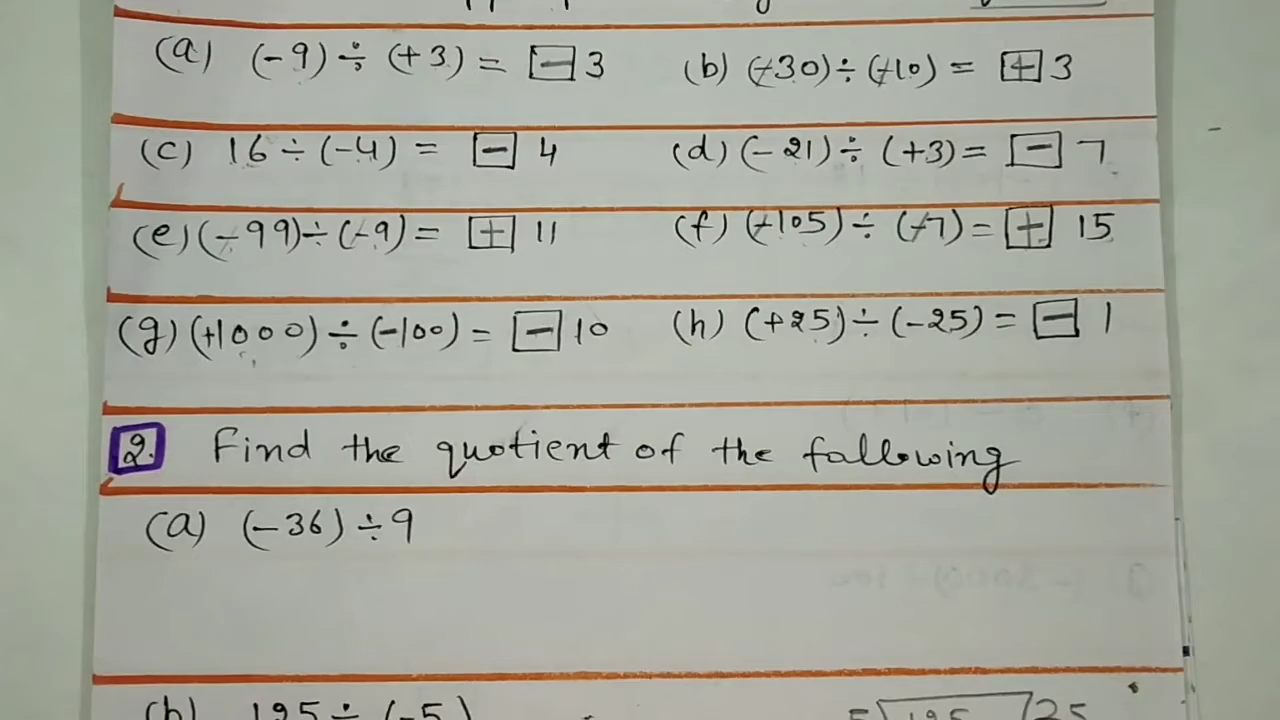 (a) (-9) ÷ (+3) = - 3 (b) (-30) ÷ (-10) = + 3
(c) 16 ÷ (-4) = - 4 (d) (-21) ÷ (+3) = - 7
(e) (-99) ÷ (-9) = + 11 (f) (-105) ÷ (-7) = + 15
(g) (+1000) ÷ (-100) = - 10 (h) (+25) ÷ (-25) = - 1
2. Find the quotient of the fallowing
(a) (-36) ÷ 9